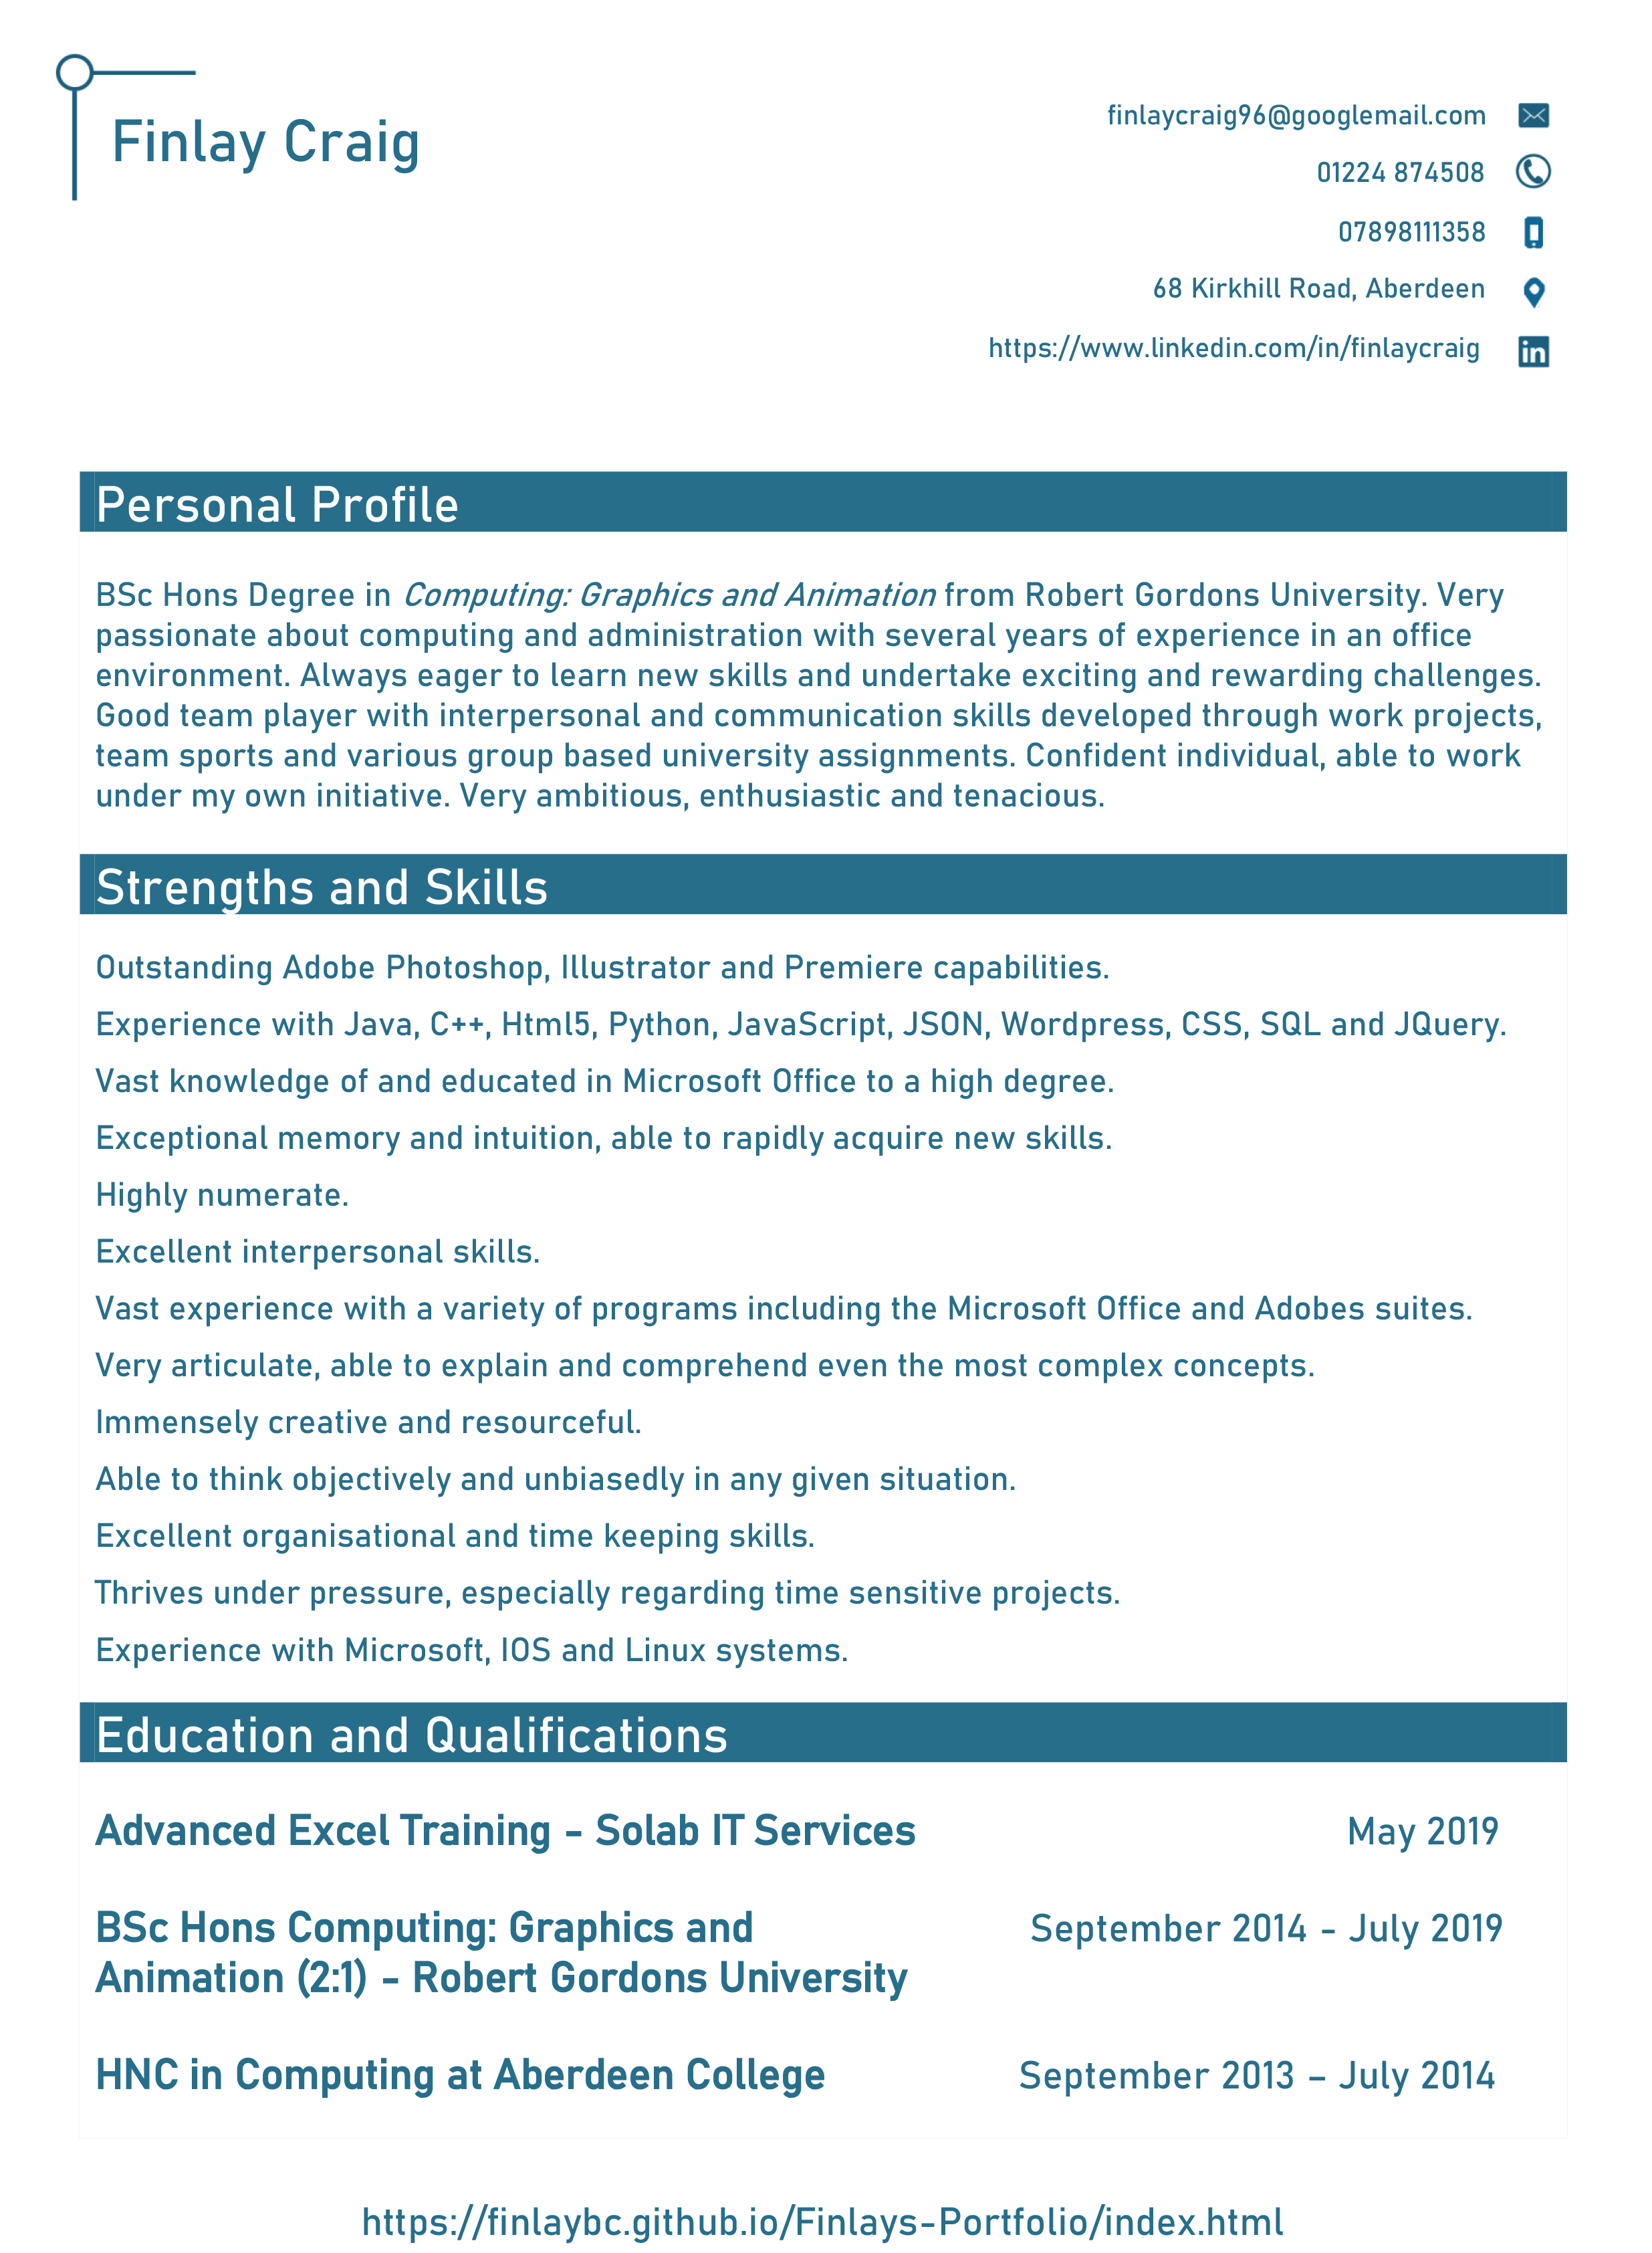 Finlay Craig
finlaycraig96@googlemail.com
01224 874508
07898111358
68 Kirkhill Road, Aberdeen
https://www.linkedin.com/in/finlaycraig
Personal Profile
BSc Hons Degree in Computing: Graphics and Animation from Robert Gordons University. Very
passionate about computing and administration with several years of experience in an office
environment. Always eager to learn new skills and undertake exciting and rewarding challenges.
Good team player with interpersonal and communication skills developed through work projects,
team sports and various group based university assignments. Confident individual, able to work
under my own initiative. Very ambitious, enthusiastic and tenacious.
Strengths and Skills
Outstanding Adobe Photoshop, Illustrator and Premiere capabilities.
Experience with Java, C++, Html5, Python, JavaScript, JSON, Wordpress, CSS, SQL and JQuery.
Vast knowledge of and educated in Microsoft Office to a high degree.
Exceptional memory and intuition, able to rapidly acquire new skills.
Highly numerate.
Excellent interpersonal skills.
Vast experience with a variety of programs including the Microsoft Office and Adobes suites.
Very articulate, able to explain and comprehend even the most complex concepts.
Immensely creative and resourceful.
Able to think objectively and unbiasedly in any given situation.
Excellent organisational and time keeping skills.
Thrives under pressure, especially regarding time sensitive projects.
Experience with Microsoft, IOS and Linux systems.
Education and Qualifications
Advanced Excel Training - Solab IT Services May 2019
BSc Hons Computing: Graphics and September 2014 - July 2019
Animation (2:1) - Robert Gordons University
HNC in Computing at Aberdeen College September 2013 – July 2014
https://finlaybc.github.io/Finlays-Portfolio/index.html